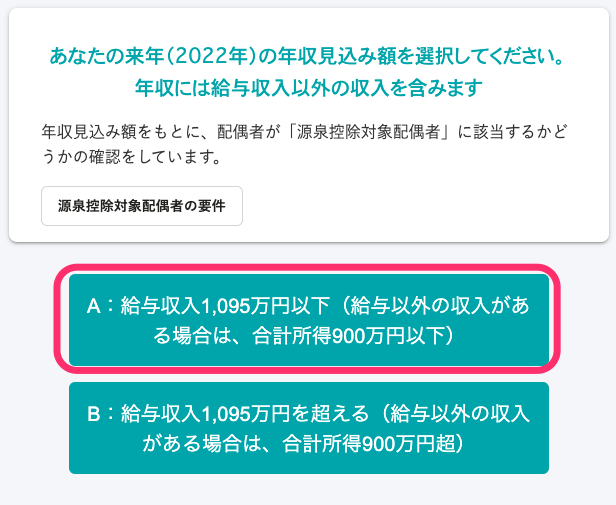 あなたの来年（2022年）の年収見込み額を選択してください。
年収には給与収入以外の収入を含みます
年収見込み額をもとに、配偶者が「源泉控除対象配偶者」に該当するかど
うかの確認をしています。
源泉控除対象配偶者の要件
A：給与収入1,095万円以下（給与以外の収入があ
る場合は、合計所得900万円以下）
B：給与収入1,095万円を超える（給与以外の収入
がある場合は、合計所得900万円超）